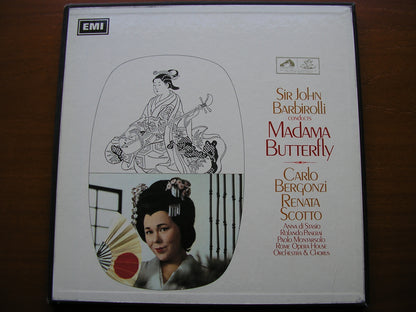 EMI
Sir John
Barbirolli
conducts
Madama
Butterfly
Carlo
Bergonzi
Renata
Scotto
Anna di Stasio
Rolando Panerai
Paolo Montarsolo
Rome Opera House
Orchestra & Chorus